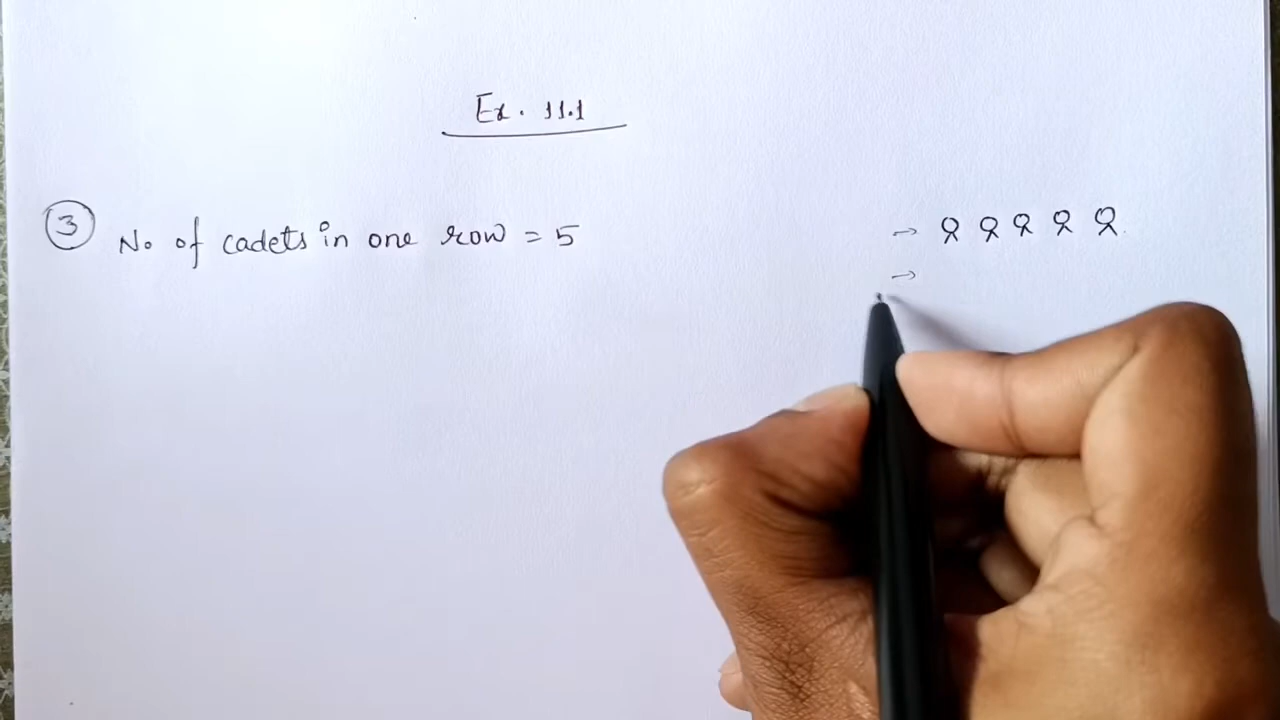 Ex. 11.1
3 No of cadets in one row = 5
→
→